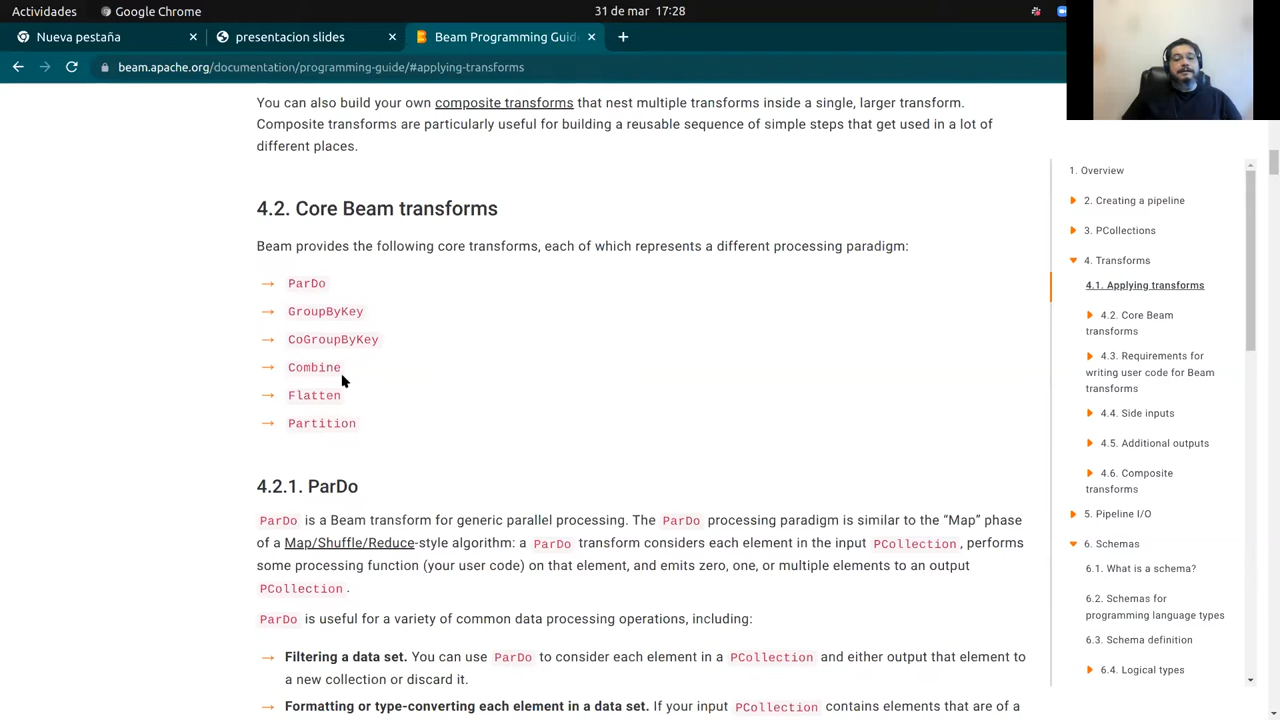 Actividades
Google Chrome
31 de mar 17:28
Nueva pestaña
presentacion slides
Beam Programming Guid
beam.apache.org/documentation/programming-guide/#applying-transforms
You can also build your own composite transforms that nest multiple transforms inside a single, larger transform.
Composite transforms are particularly useful for building a reusable sequence of simple steps that get used in a lot of
different places.
4.2. Core Beam transforms
Beam provides the following core transforms, each of which represents a different processing paradigm:
→ ParDo
→ GroupByKey
→ CoGroupByKey
→ Combine
→ Flatten
→ Partition
4.2.1. ParDo
ParDo is a Beam transform for generic parallel processing. The ParDo processing paradigm is similar to the “Map” phase
of a Map/Shuffle/Reduce-style algorithm: a ParDo transform considers each element in the input PCollection, performs
some processing function (your user code) on that element, and emits zero, one, or multiple elements to an output
PCollection.
ParDo is useful for a variety of common data processing operations, including:
→ Filtering a data set. You can use ParDo to consider each element in a PCollection and either output that element to
a new collection or discard it.
→ Formatting or type-converting each element in a data set. If your input PCollection contains elements that are of a
1. Overview
2. Creating a pipeline
3. PCollections
4. Transforms
4.1. Applying transforms
4.2. Core Beam
transforms
4.3. Requirements for
writing user code for Beam
transforms
4.4. Side inputs
4.5. Additional outputs
4.6. Composite
transforms
5. Pipeline I/O
6. Schemas
6.1. What is a schema?
6.2. Schemas for
programming language types
6.3. Schema definition
6.4. Logical types